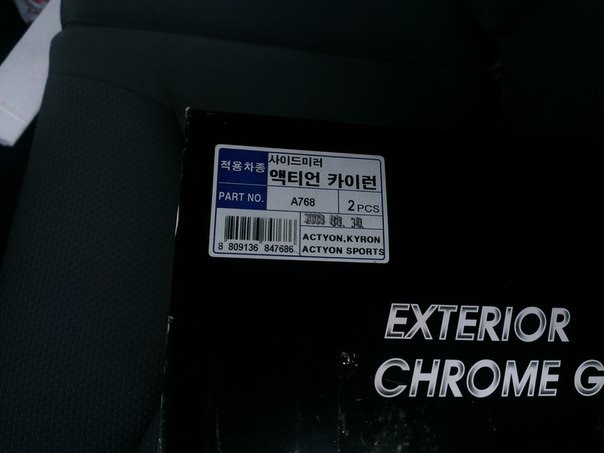 적용차종
사이드미러
액티언 카이런
PART NO.
A768
2 PCS
8 809136 847686
ACTYON,KYRON
ACTYON SPORTS
EXTERIOR
CHROME G